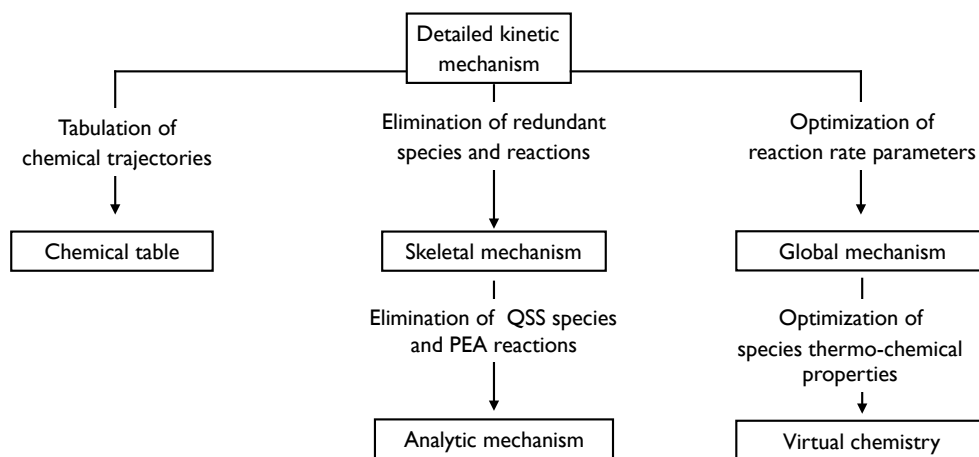 Detailed kinetic
mechanism
Tabulation of
chemical trajectories
Chemical table
Elimination of redundant
species and reactions
Skeletal mechanism
Elimination of QSS species
and PEA reactions
Analytic mechanism
Optimization of
reaction rate parameters
Global mechanism
Optimization of
species thermo-chemical
properties
Virtual chemistry